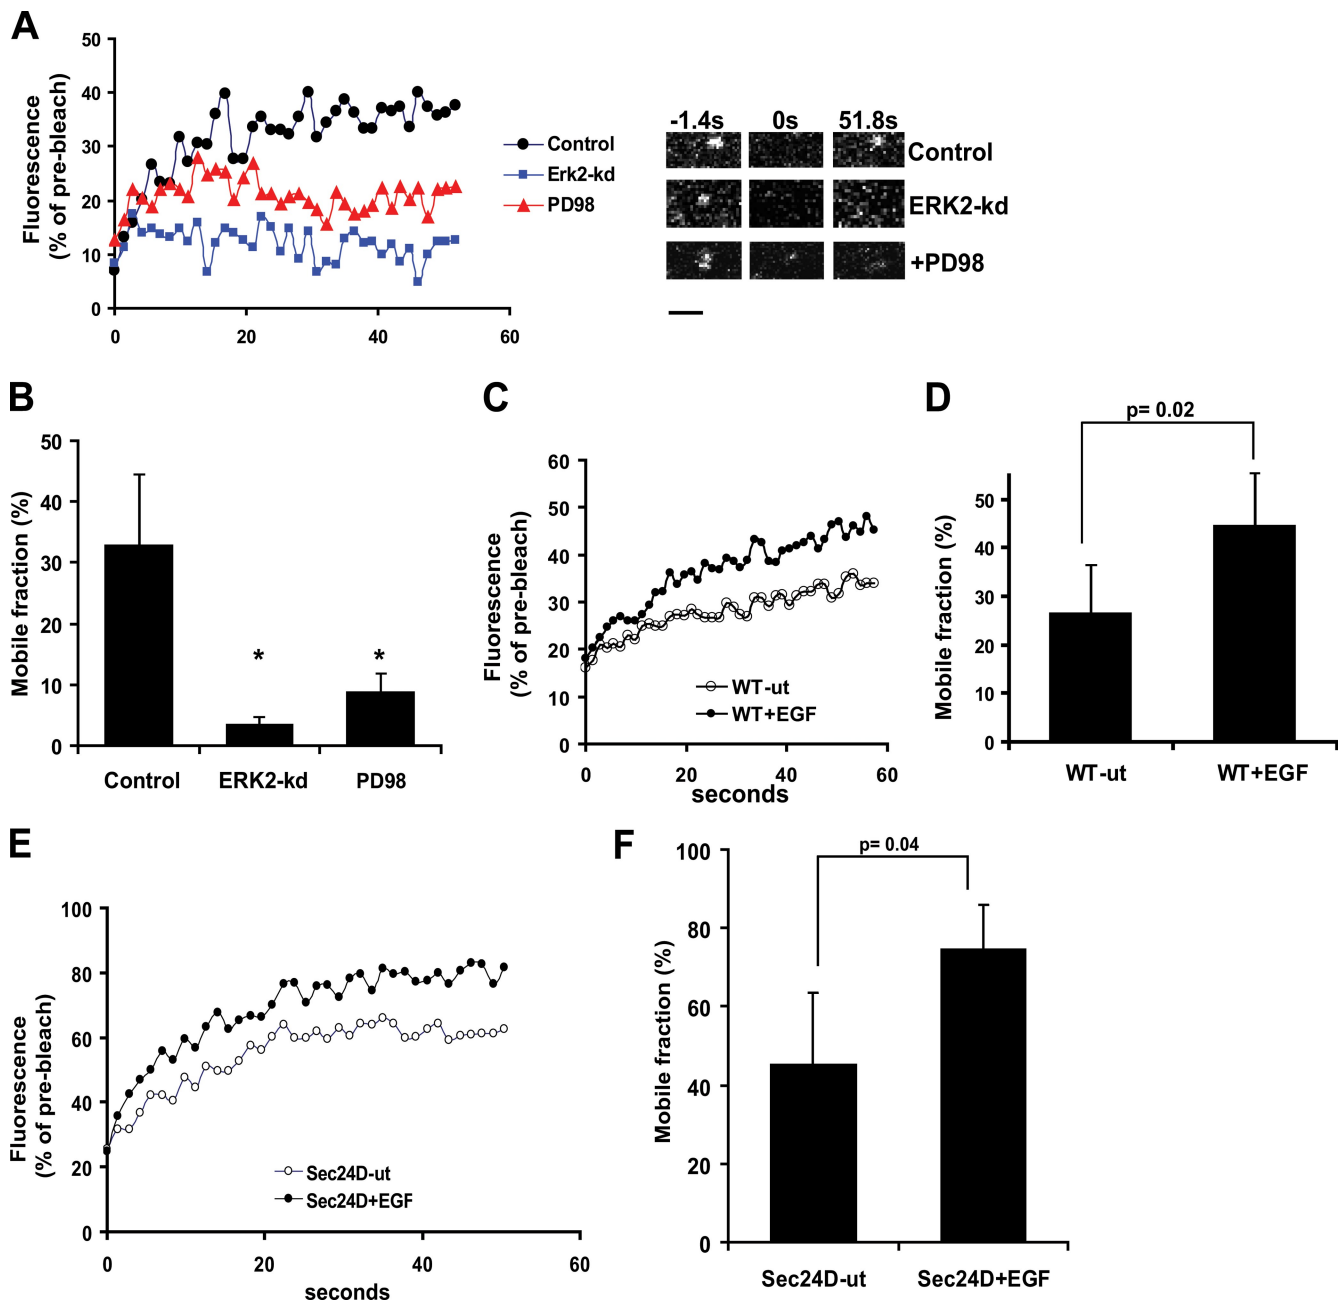 A
50
40
30
20
10
0
Fluorescence
(% of pre-bleach)
0 20 40 60
Control
Erk2-kd
PD98
-1.4s 0s 51.8s
Control
ERK2-kd
+PD98
B
50
40
30
20
10
0
Mobile fraction (%)
* *
Control ERK2-kd PD98
C
60
50
40
30
20
10
0
Fluorescence
(% of pre-bleach)
WT-ut
WT+EGF
0 20 40 60
seconds
D
p= 0.02
50
40
30
20
10
0
Mobile fraction (%)
WT-ut WT+EGF
E
100
80
60
40
20
0
Fluorescence
(% of pre-bleach)
Sec24D-ut
Sec24D+EGF
0 20 40 60
seconds
F
p= 0.04
100
80
60
40
20
0
Mobile fraction (%)
Sec24D-ut Sec24D+EGF